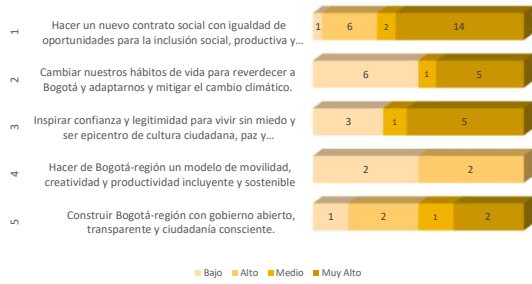 1
Hacer un nuevo contrato social con igualdad de
oportunidades para la inclusión social, productiva y…
1 6 2 14
2
Cambiar nuestros hábitos de vida para reverdecer a
Bogotá y adaptarnos y mitigar el cambio climático.
6 1 5
3
Inspirar confianza y legitimidad para vivir sin miedo y
ser epicentro de cultura ciudadana, paz y…
3 1 5
4
Hacer de Bogotá-región un modelo de movilidad,
creatividad y productividad incluyente y sostenible
2 2
5
Construir Bogotá-región con gobierno abierto,
transparente y ciudadanía consciente.
1 2 1 2
Bajo Alto Medio Muy Alto